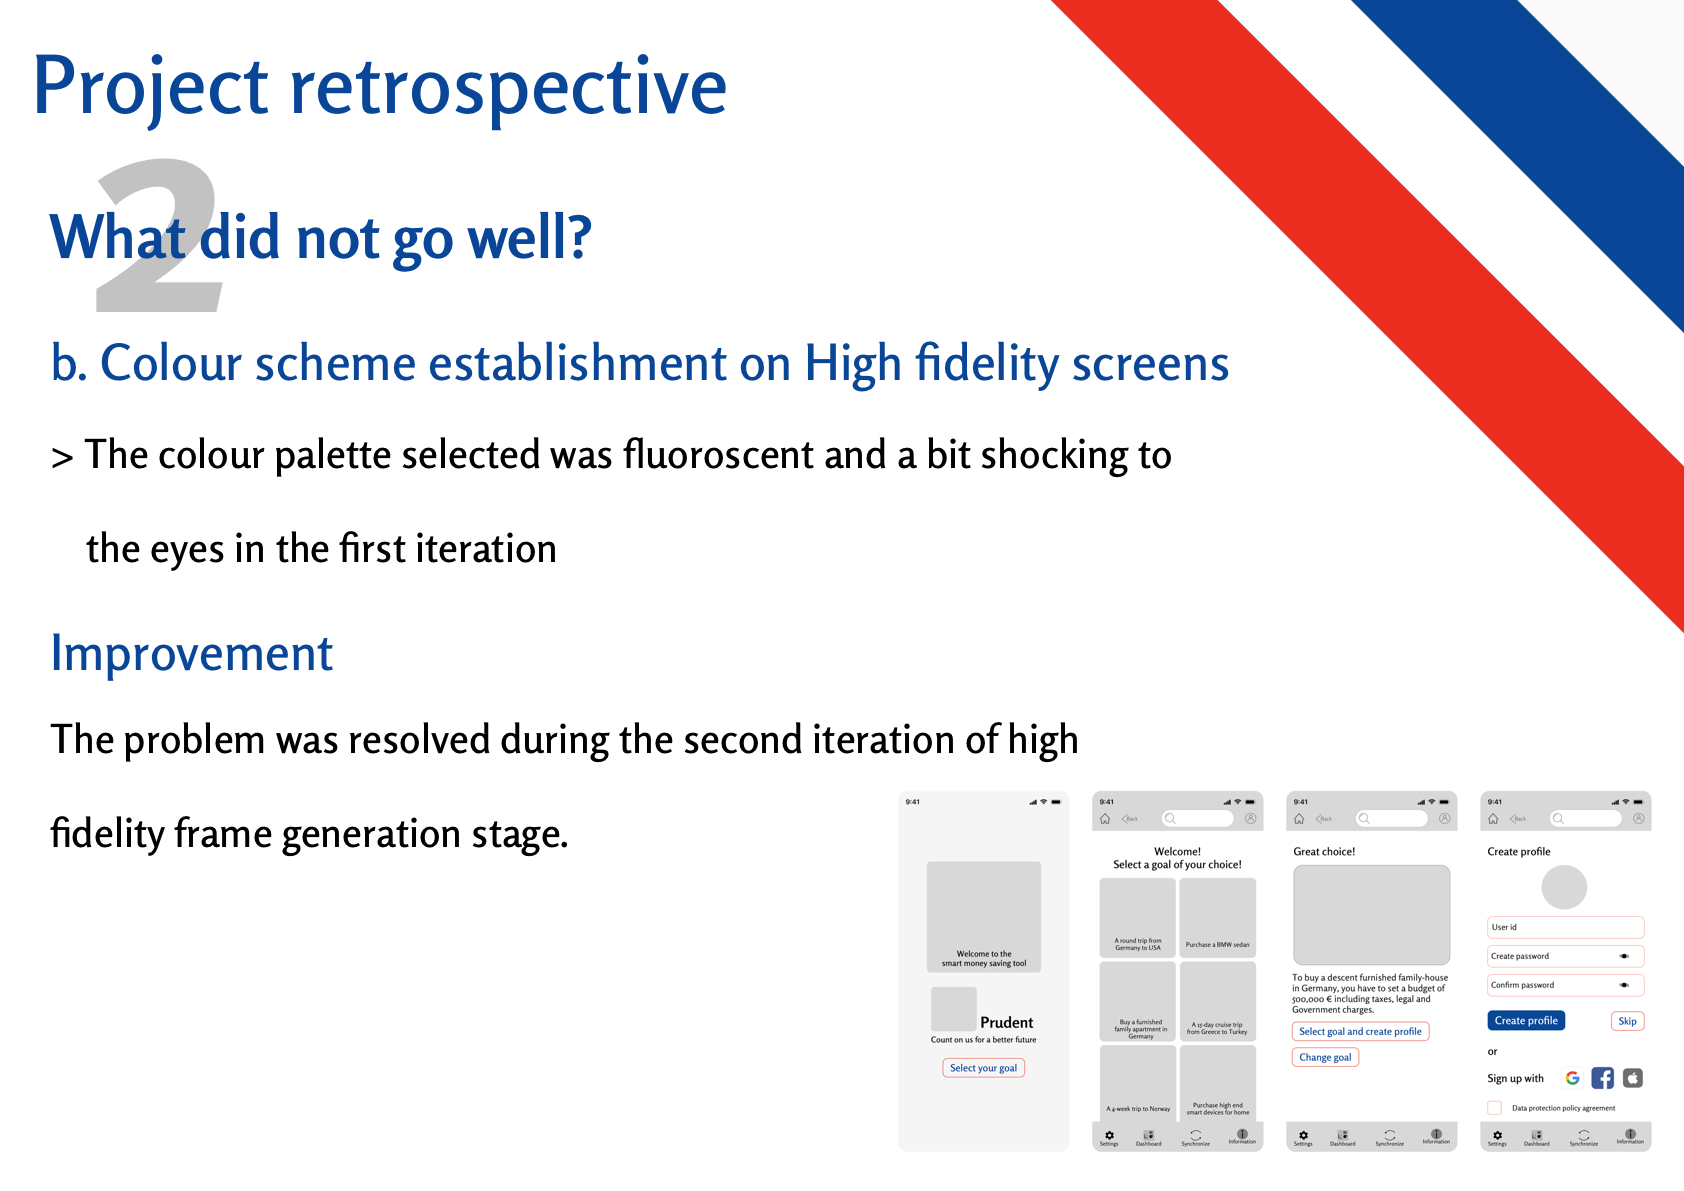 Project retrospective
2
What did not go well?
b. Colour scheme establishment on High fidelity screens
> The colour palette selected was fluoroscent and a bit shocking to
the eyes in the first iteration
Improvement
The problem was resolved during the second iteration of high
fidelity frame generation stage.
9:41
Welcome to the
smart money saving tool
Prudent
Count on us for a better future
Select your goal
9:41
Back
Welcome!
Select a goal of your choice!
A round trip from
Germany to USA
Purchase a BMW sedan
Buy a furnished
family apartment in
Germany
A 15-day cruise trip
from Greece to Turkey
A 4-week trip to Norway
Purchase high end
smart devices for home
Settings Dashboard Synchronize Information
9:41
Back
Great choice!
To buy a descent furnished family-house
in Germany, you have to set a budget of
500,000 € including taxes, legal and
Government charges.
Select goal and create profile
Change goal
Settings Dashboard Synchronize Information
9:41
Back
Create profile
User id
Create password
Confirm password
Create profile Skip
or
Sign up with
Data protection policy agreement
Settings Dashboard Synchronize Information